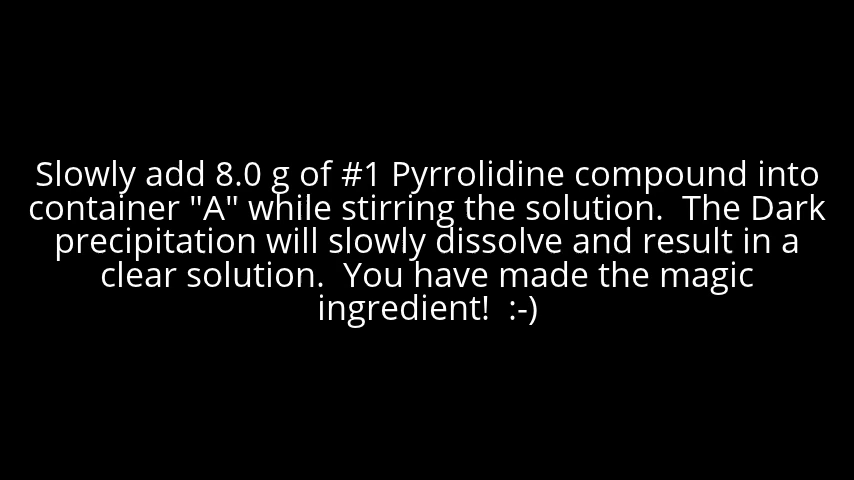 Slowly add 8.0 g of #1 Pyrrolidine compound into
container "A" while stirring the solution.  The Dark
precipitation will slowly dissolve and result in a
clear solution.  You have made the magic
ingredient!  :-)